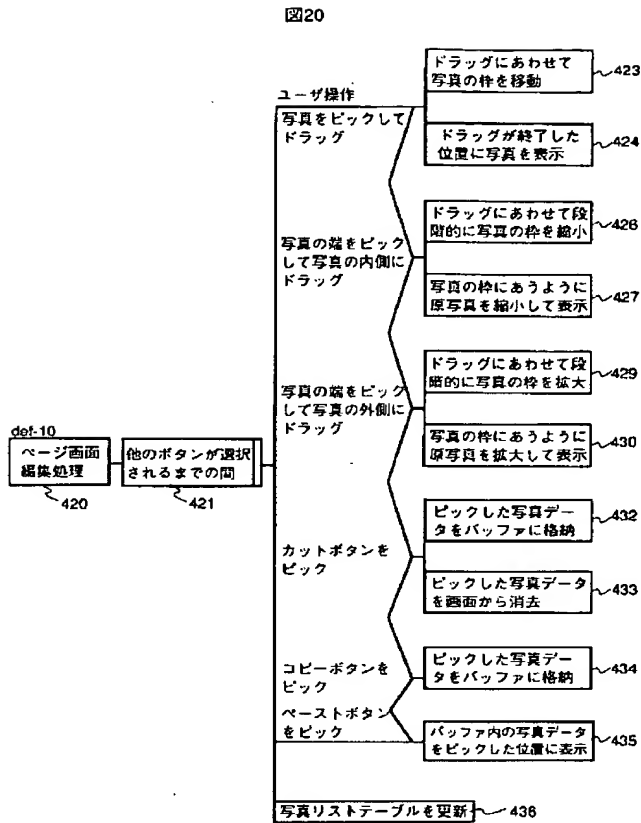 図20
ユーザ操作
写真をピックして
ドラッグ
ドラッグにあわせて
写真の枠を移動
423
ドラッグが終了した
位置に写真を表示
424
写真の端をピック
して写真の内側に
ドラッグ
ドラッグにあわせて段
階的に写真の枠を縮小
426
写真の枠にあうように
原写真を縮小して表示
427
写真の端をピック
して写真の外側に
ドラッグ
ドラッグにあわせて段
階的に写真の枠を拡大
429
写真の枠にあうように
原写真を拡大して表示
430
def-10
ページ画面
編集処理
420
他のボタンが選択
されるまでの間
421
カットボタンを
ピック
ピックした写真デー
タをバッファに格納
432
ピックした写真データ
を画面から消去
433
コピーボタンを
ピック
ピックした写真デー
タをバッファに格納
434
ペーストボタン
をピック
バッファ内の写真データ
をピックした位置に表示
435
写真リストテーブルを更新
436